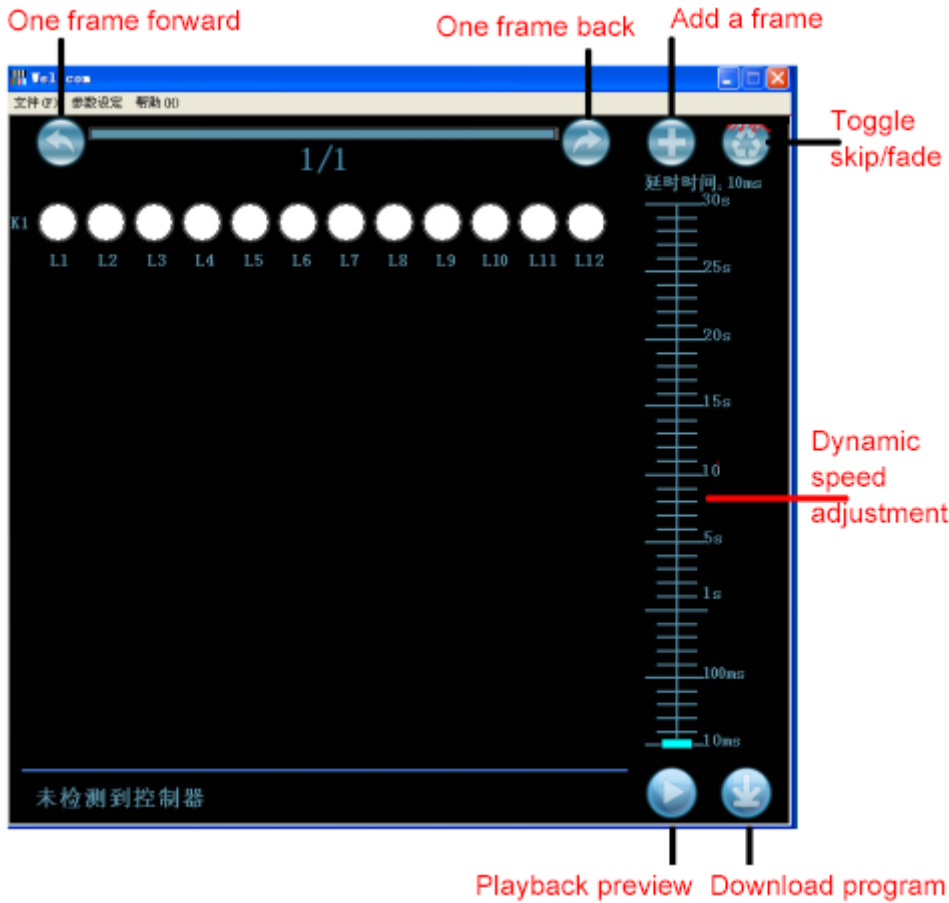 One frame forward
One frame back
Add a frame
Welcom
文件(F) 参数设定 帮助(H)
Toggle
skip/fade
1/1
延时时间,10ms
30s
K1
L1 L2 L3 L4 L5 L6 L7 L8 L9 L10 L11 L12
25s
20s
15s
Dynamic
speed
adjustment
10
5s
1s
100ms
10ms
未检测到控制器
Playback preview
Download program